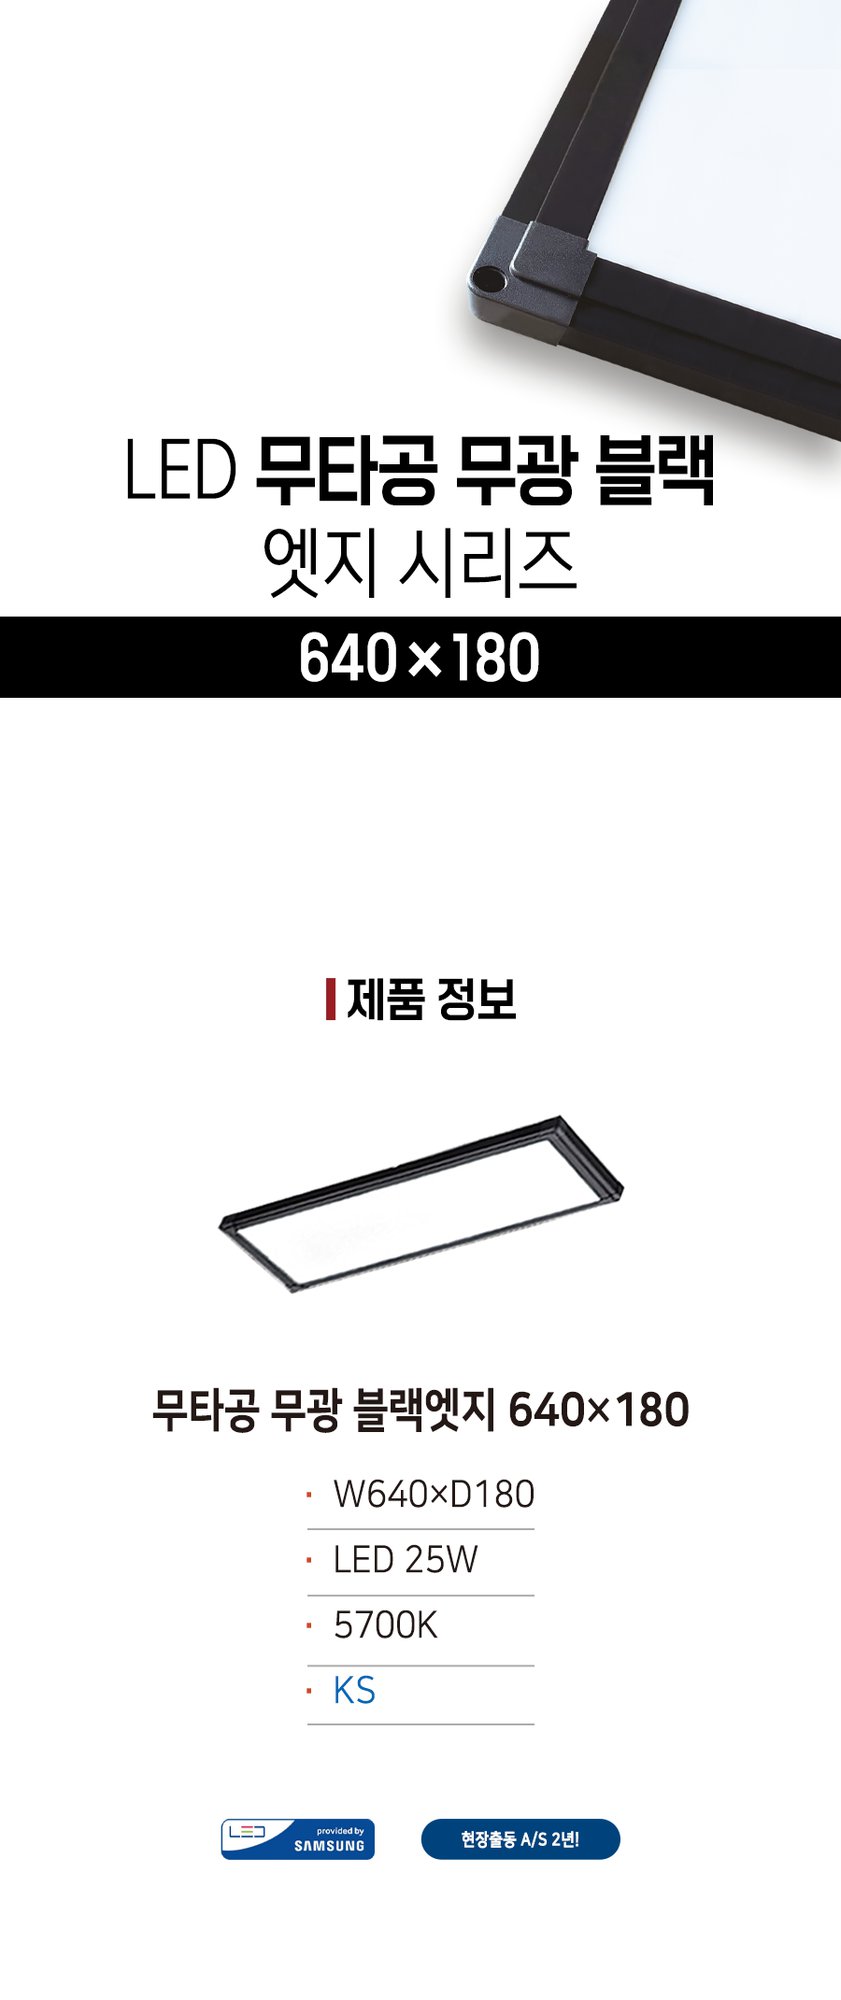 LED 무타공 무광 블랙
엣지 시리즈
640×180
제품 정보
무타공 무광 블랙엣지 640×180
· W640×D180
· LED 25W
· 5700K
· KS
LED provided by
SAMSUNG
현장출동 A/S 2년!